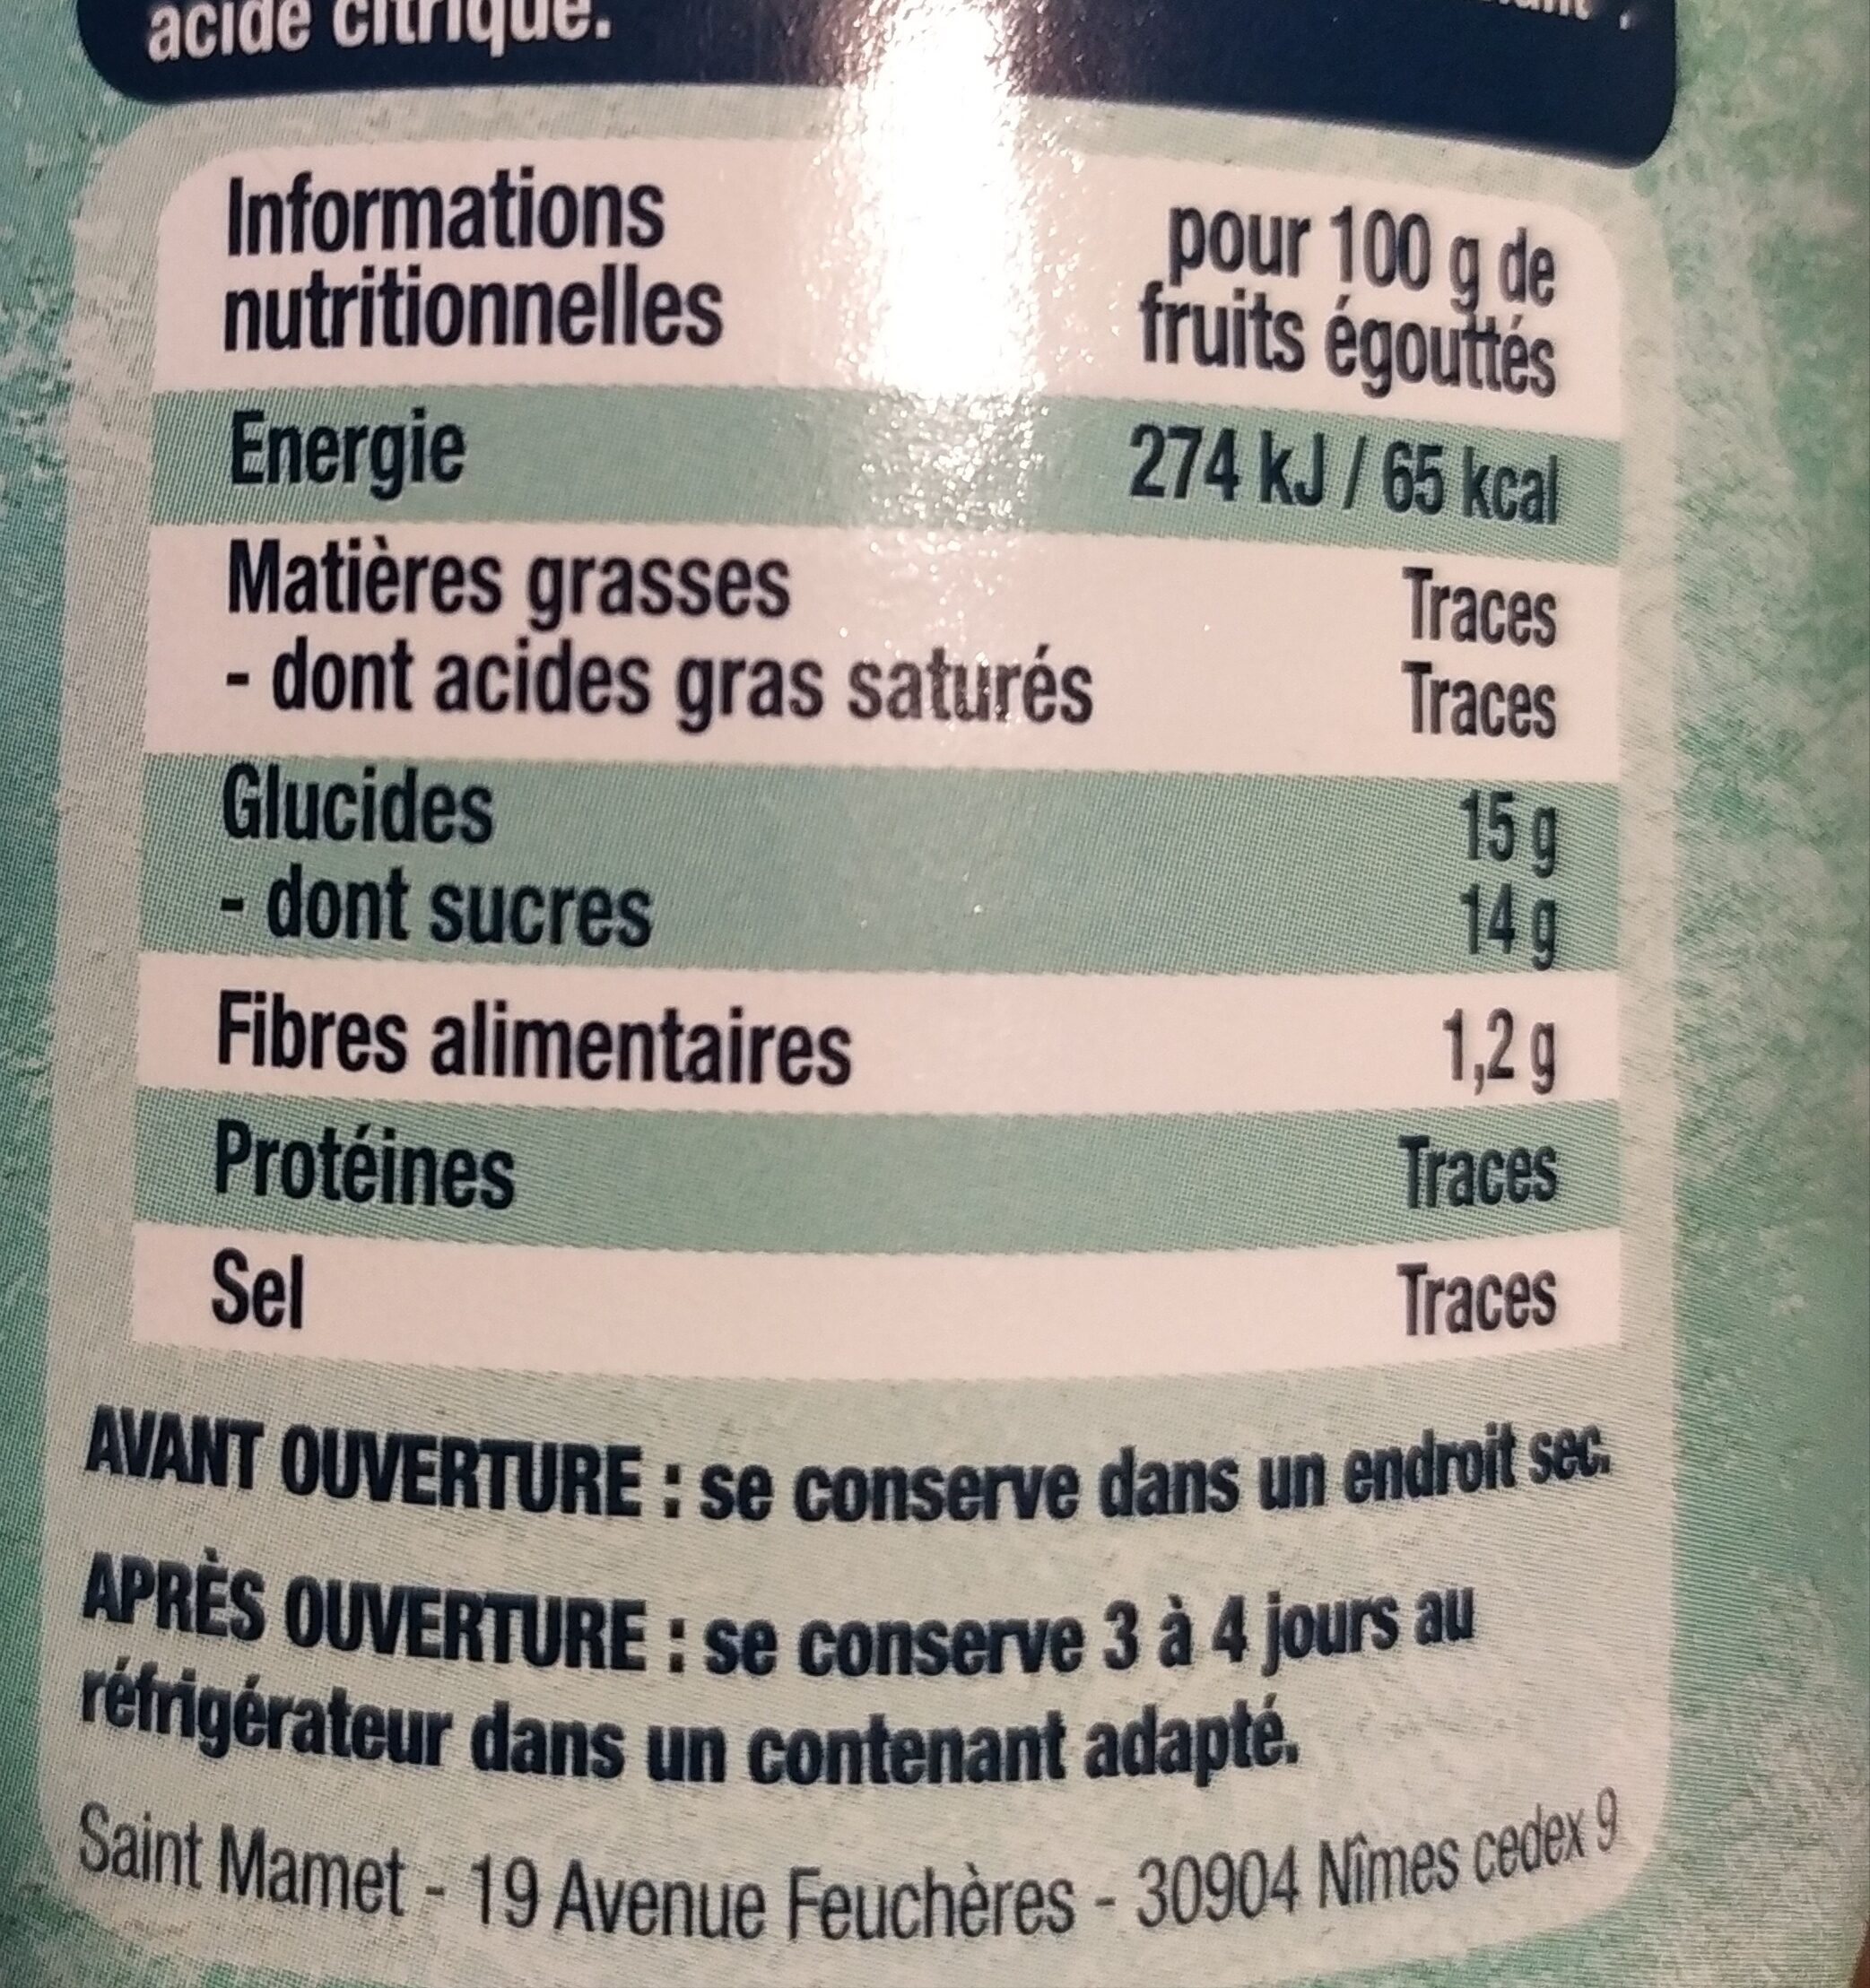 acide citrique.
Informations
nutritionnelles
pour 100 g de
fruits égouttés
Energie 274 kJ / 65 kcal
Matières grasses Traces
- dont acides gras saturés Traces
Glucides 15 g
- dont sucres 14 g
Fibres alimentaires 1,2 g
Protéines Traces
Sel Traces
AVANT OUVERTURE : se conserve dans un endroit sec.
APRÈS OUVERTURE : se conserve 3 à 4 jours au
réfrigérateur dans un contenant adapté.
Saint Mamet - 19 Avenue Feuchères - 30904 Nîmes cedex 9